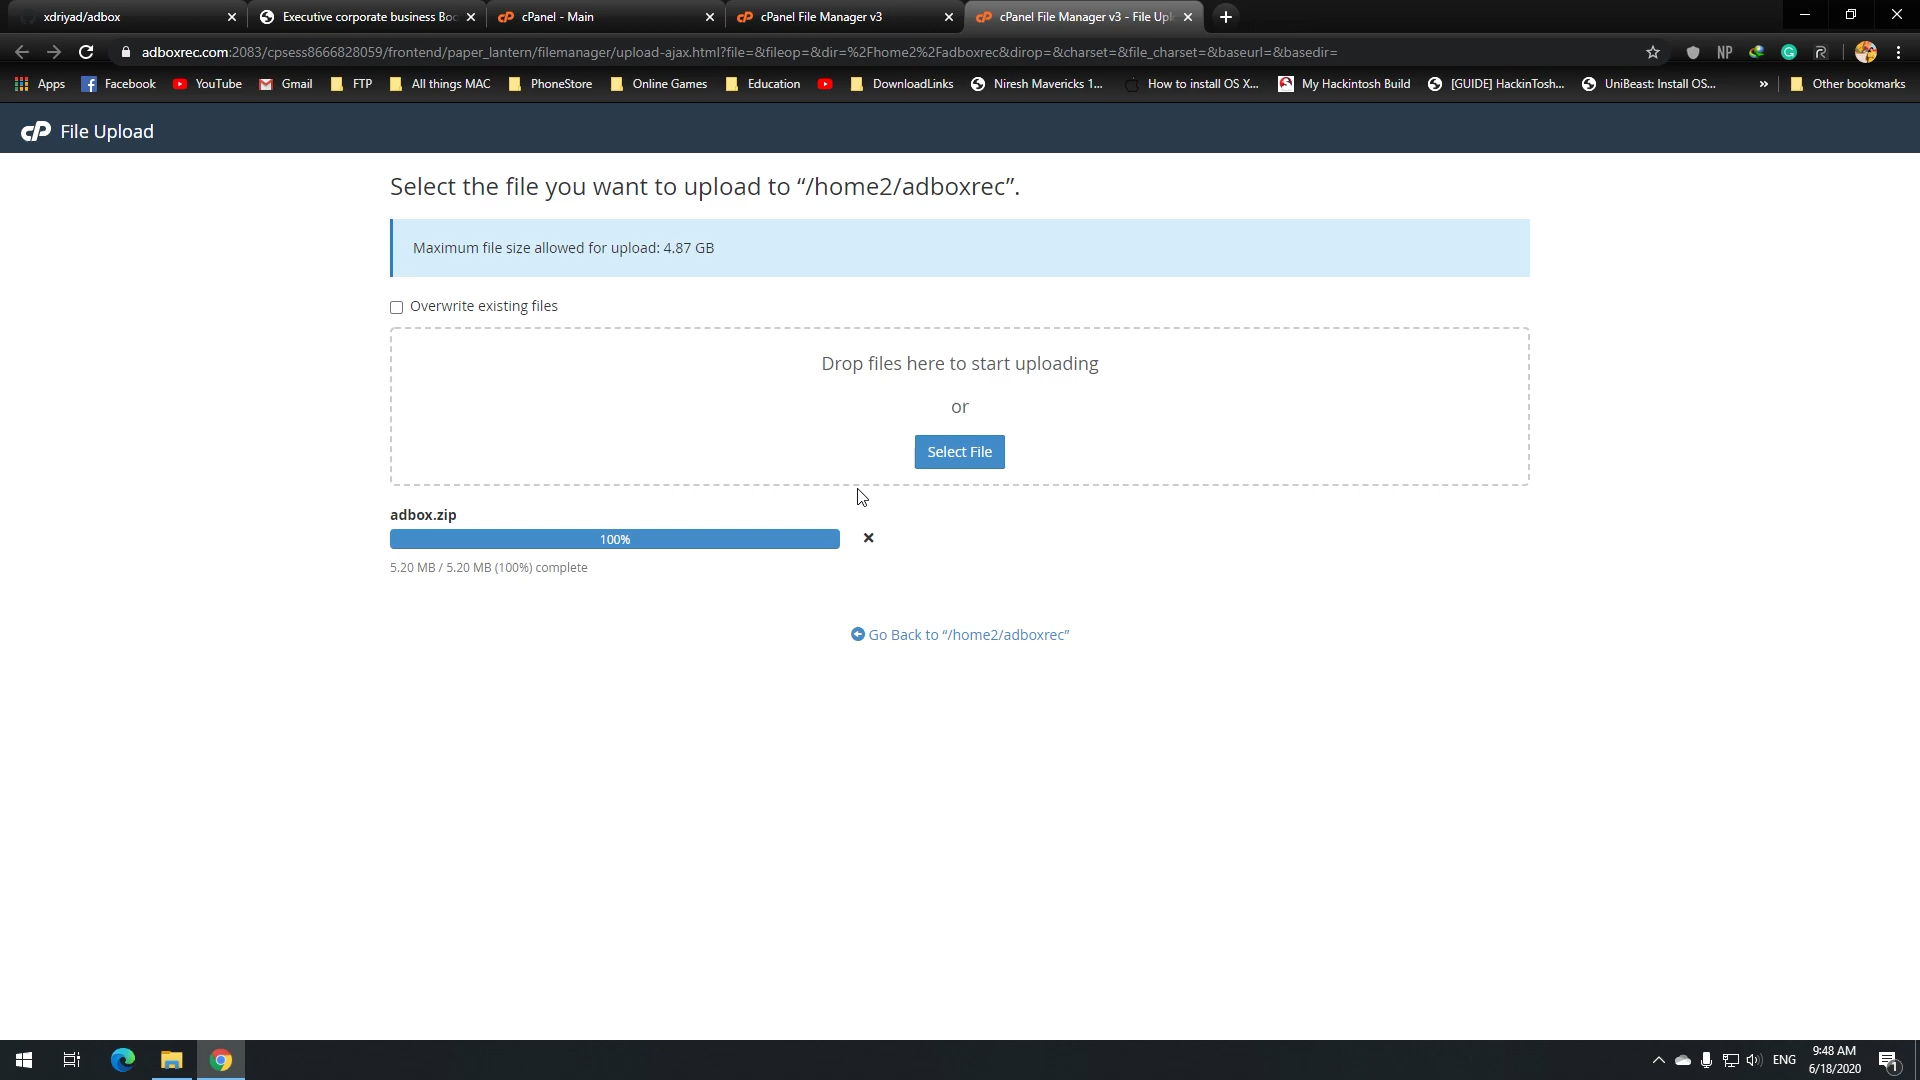 xdriyad/adbox
Executive corporate business Boo
cPanel - Main
cPanel File Manager v3
cPanel File Manager v3 - File Upl
adboxrec.com:2083/cpsess8666828059/frontend/paper_lantern/filemanager/upload-ajax.html?file=&fileop=&dir=%2Fhome2%2Fadboxrec&dirop=&charset=&file_charset=&baseurl=&basedir=
NP
Apps
Facebook
YouTube
Gmail
FTP
All things MAC
PhoneStore
Online Games
Education
DownloadLinks
Niresh Mavericks 1...
How to install OS X...
My Hackintosh Build
[GUIDE] HackinTosh...
UniBeast: Install OS...
»
Other bookmarks
cP File Upload
Select the file you want to upload to “/home2/adboxrec”.
Maximum file size allowed for upload: 4.87 GB
Overwrite existing files
Drop files here to start uploading
or
Select File
adbox.zip
100%
5.20 MB / 5.20 MB (100%) complete
Go Back to “/home2/adboxrec”
ENG
9:48 AM
6/18/2020
1